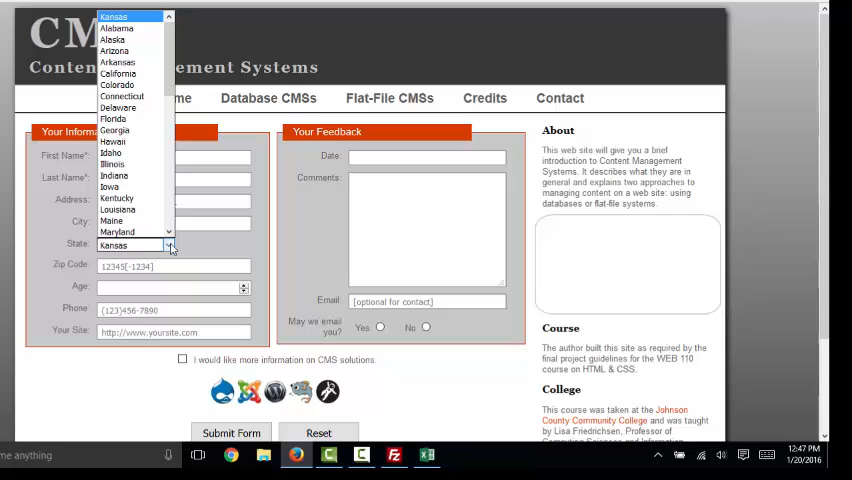 CM
Content Management Systems
me Database CMSs Flat-File CMSs Credits Contact
Kansas
Alabama
Alaska
Arizona
Arkansas
California
Colorado
Connecticut
Delaware
Florida
Georgia
Hawaii
Idaho
Illinois
Indiana
Iowa
Kentucky
Louisiana
Maine
Maryland
Your Informa
First Name*:
Last Name*:
Address:
City:
State: Kansas
Zip Code: 12345[-1234]
Age:
Phone: (123)456-7890
Your Site: http://www.yoursite.com
Your Feedback
Date:
Comments:
Email: [optional for contact]
May we email
you? Yes No
I would like more information on CMS solutions:
Submit Form Reset
About
This web site will give you a brief
introduction to Content Management
Systems. It describes what they are in
general and explains two approaches to
managing content on a web site: using
databases or flat-file systems.
Course
The author built this site as required by the
final project guidelines for the WEB 110
course on HTML & CSS.
College
This course was taken at the Johnson
County Community College and was taught
by Lisa Friedrichsen, Professor of
me anything
12:47 PM
1/20/2016